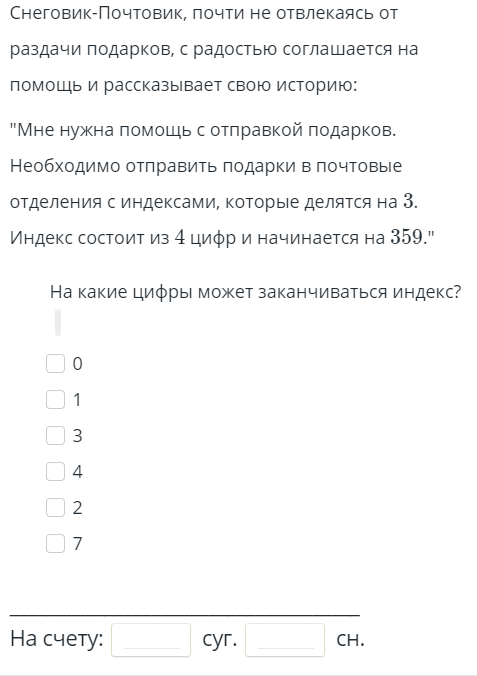 Снеговик-Почтовик, почти не отвлекаясь от
раздачи подарков, с радостью соглашается на
помощь и рассказывает свою историю:
"Мне нужна помощь с отправкой подарков.
Необходимо отправить подарки в почтовые
отделения с индексами, которые делятся на 3.
Индекс состоит из 4 цифр и начинается на 359."
На какие цифры может заканчиваться индекс?
0
1
3
4
2
7
На счету: суг. сн.